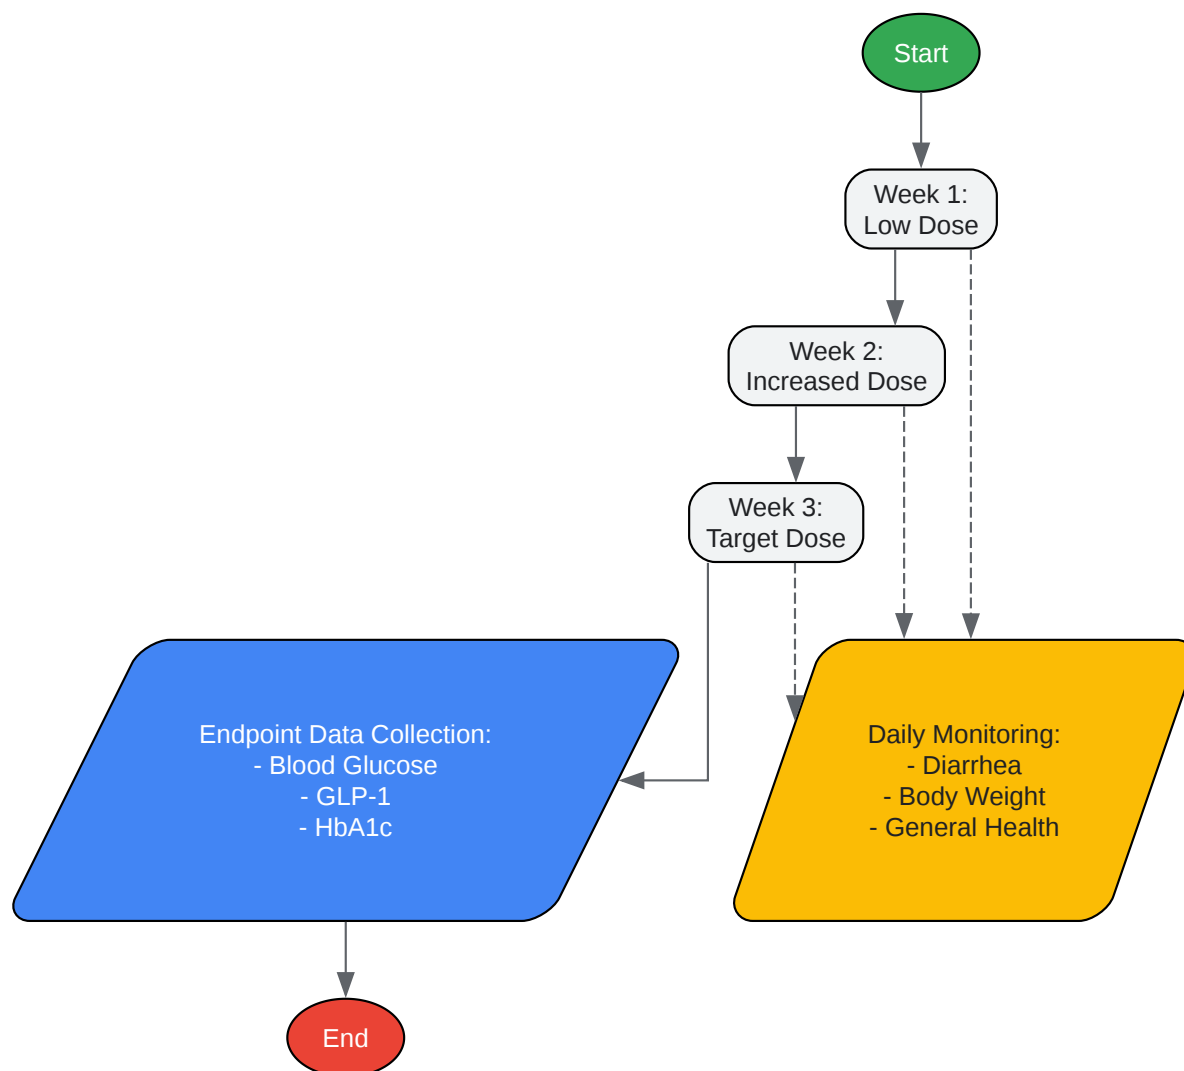 Start
Week 1:
Low Dose
Week 2:
Increased Dose
Week 3:
Target Dose
Endpoint Data Collection:
- Blood Glucose
- GLP-1
- HbA1c
Daily Monitoring:
- Diarrhea
- Body Weight
- General Health
End